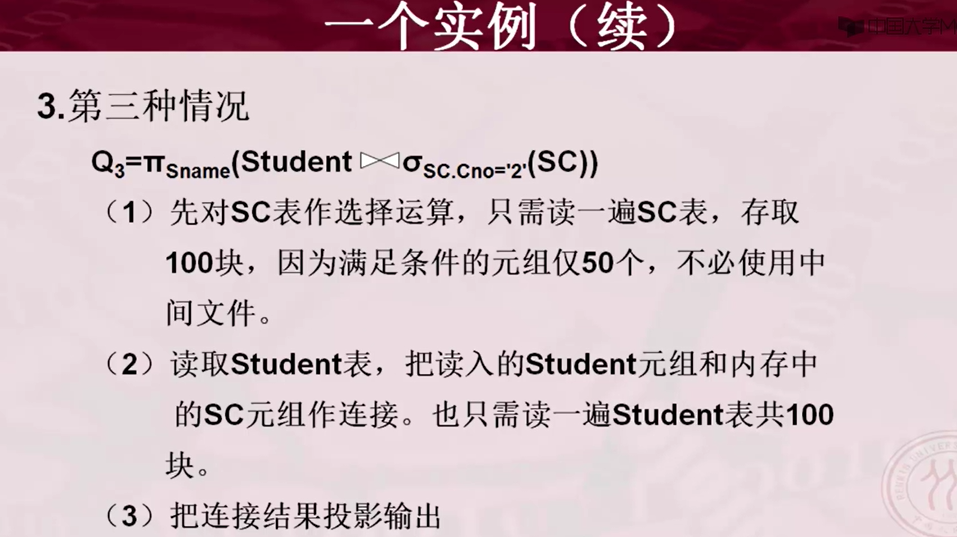 一个实例（续）
中国大学M
3.第三种情况
Q₃=π_Sname(Student ⋈ σ_SC.Cno='2'(SC))
（1）先对SC表作选择运算，只需读一遍SC表，存取
100块，因为满足条件的元组仅50个，不必使用中
间文件。
（2）读取Student表，把读入的Student元组和内存中
的SC元组作连接。也只需读一遍Student表共100
块。
（3）把连接结果投影输出